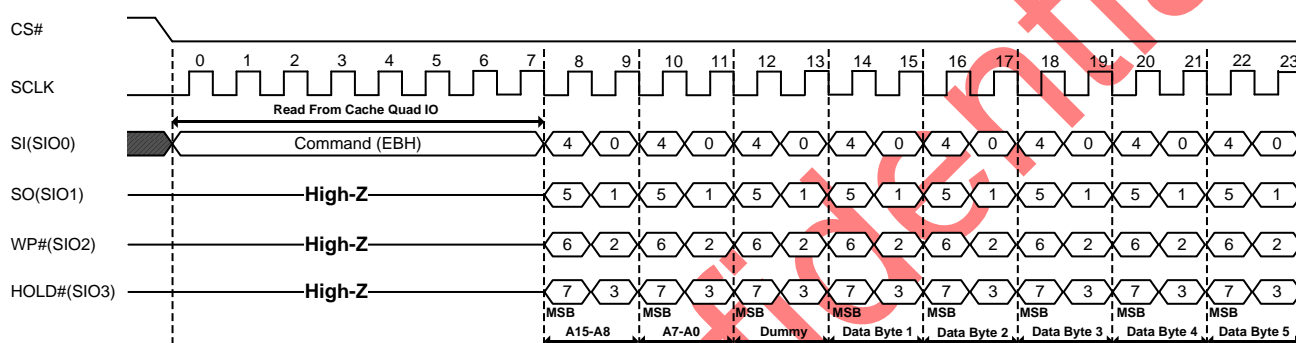 CS#
0 1 2 3 4 5 6 7 8 9 10 11 12 13 14 15 16 17 18 19 20 21 22 23
SCLK
Read From Cache Quad IO
SI(SIO0) Command (EBH) 4 0 4 0 4 0 4 0 4 0 4 0 4 0 4 0
SO(SIO1) High-Z 5 1 5 1 5 1 5 1 5 1 5 1 5 1 5 1
WP#(SIO2) High-Z 6 2 6 2 6 2 6 2 6 2 6 2 6 2 6 2
HOLD#(SIO3) High-Z 7 3 7 3 7 3 7 3 7 3 7 3 7 3 7 3
MSB MSB MSB MSB MSB MSB MSB MSB
A15-A8 A7-A0 Dummy Data Byte 1 Data Byte 2 Data Byte 3 Data Byte 4 Data Byte 5